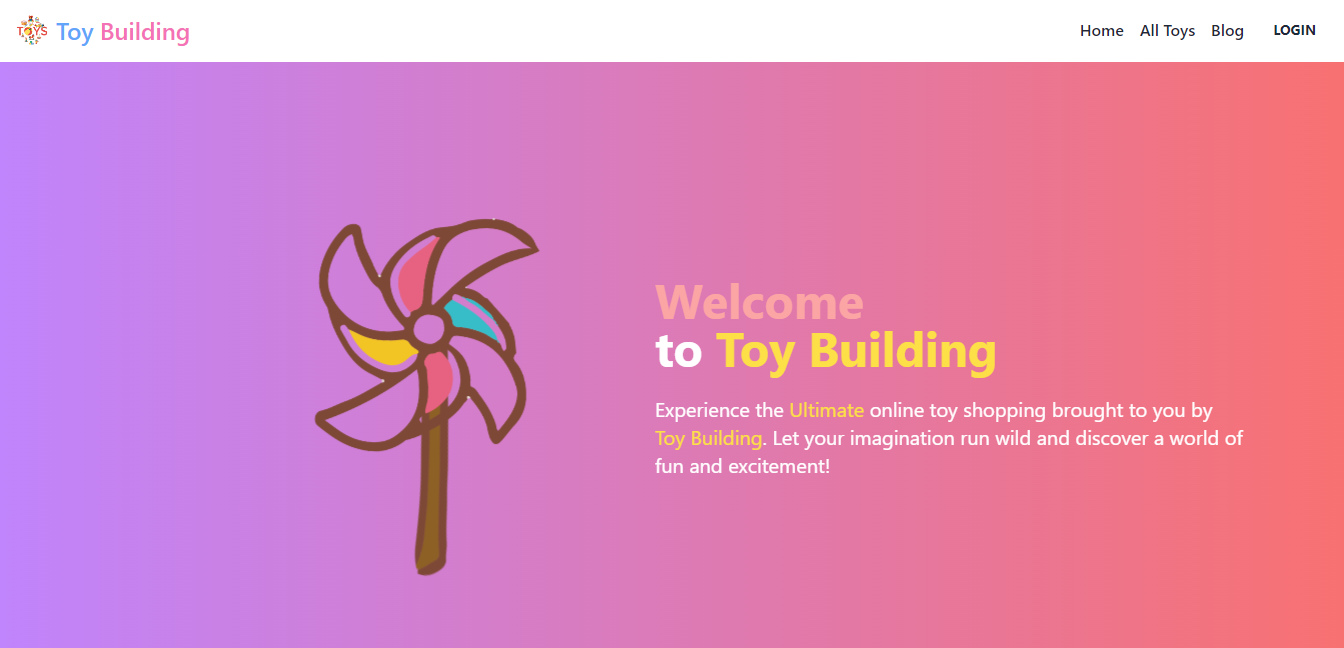 TOYS
Toy Building
Home
All Toys
Blog
LOGIN
Welcome
to Toy Building
Experience the Ultimate online toy shopping brought to you by
Toy Building. Let your imagination run wild and discover a world of
fun and excitement!